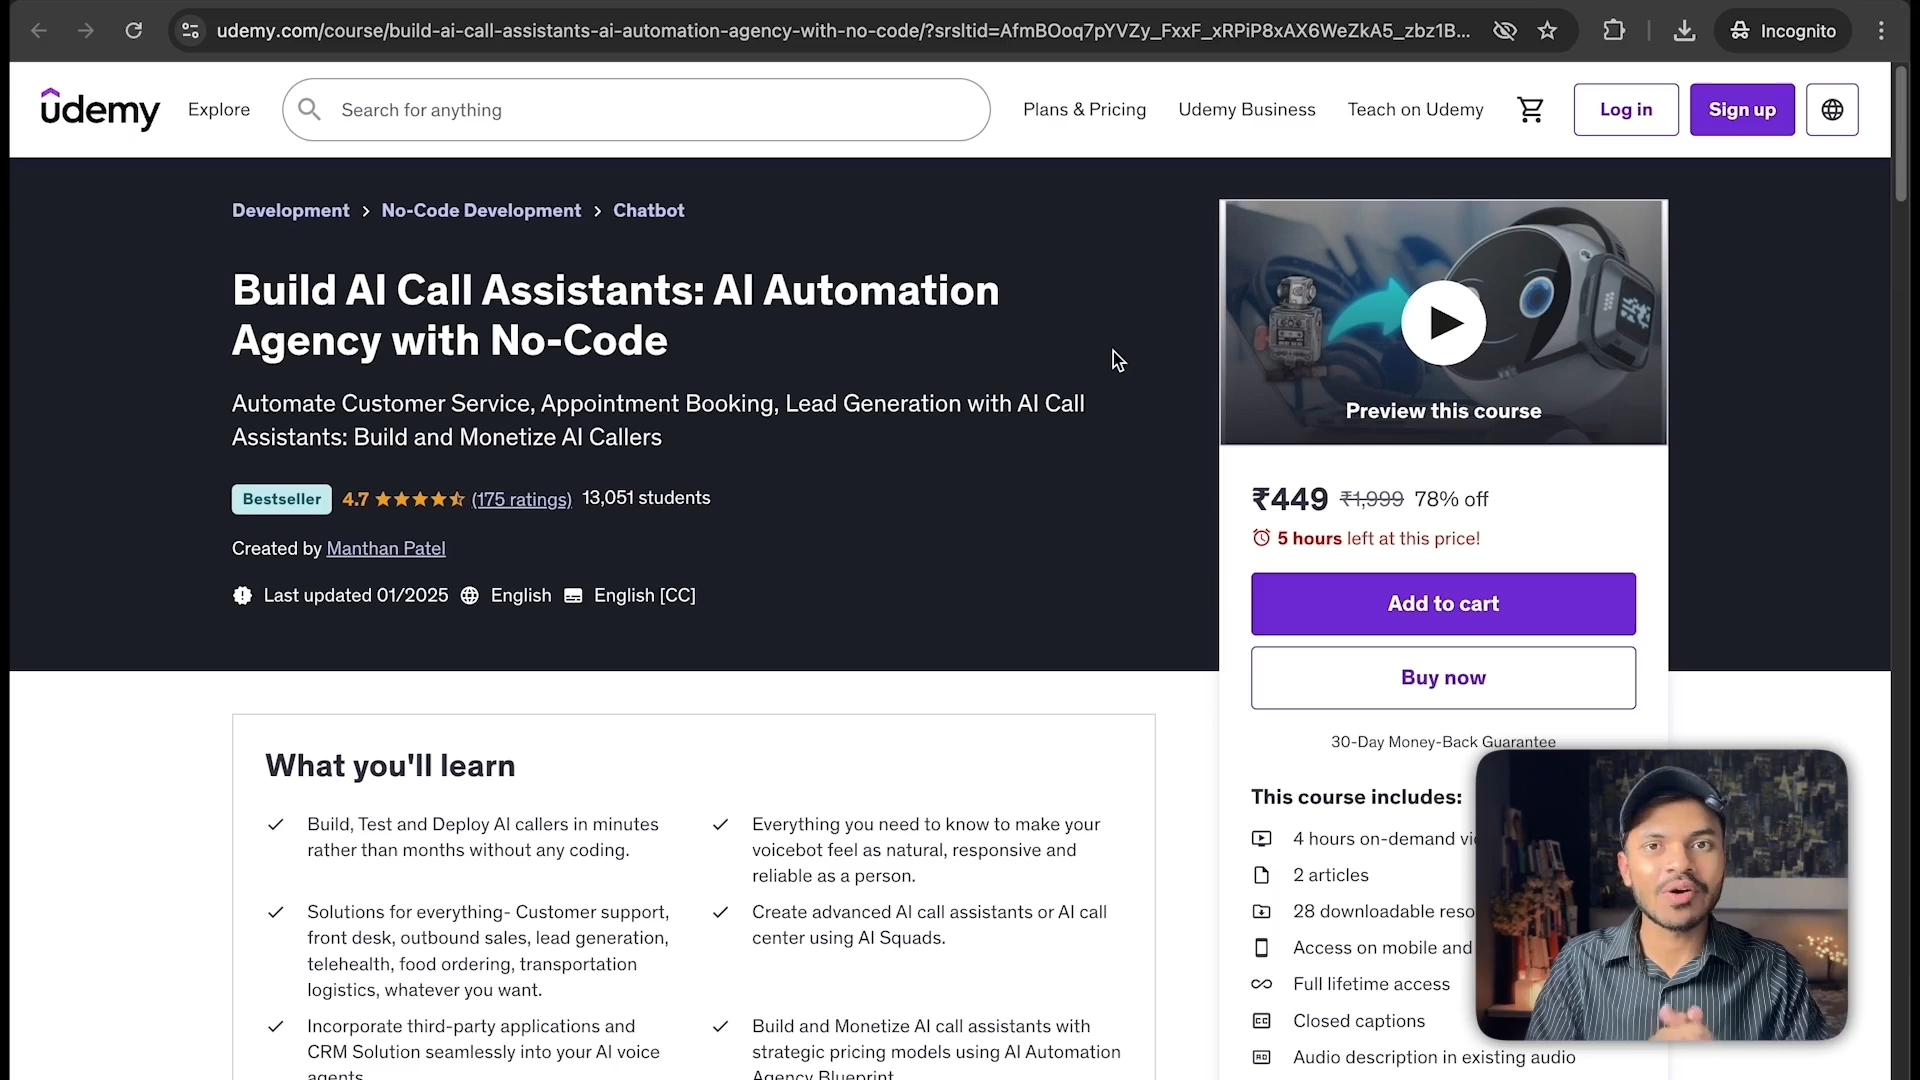 udemy.com/course/build-ai-call-assistants-ai-automation-agency-with-no-code/?srsltid=AfmBOoq7pYVZy_FxxF_xRPiP8xAX6WeZkA5_zbz1B...
Incognito
udemy
Explore
Search for anything
Plans & Pricing
Udemy Business
Teach on Udemy
Log in
Sign up
Development > No-Code Development > Chatbot
Build AI Call Assistants: AI Automation
Agency with No-Code
Automate Customer Service, Appointment Booking, Lead Generation with AI Call
Assistants: Build and Monetize AI Callers
Bestseller 4.7 (175 ratings) 13,051 students
Created by Manthan Patel
Last updated 01/2025 English English [CC]
Preview this course
₹449 ₹1,999 78% off
5 hours left at this price!
Add to cart
Buy now
30-Day Money-Back Guarantee
This course includes:
4 hours on-demand
2 articles
28 downloadable
Access on mobile and
Full lifetime access
Closed captions
Audio description in existing audio
What you'll learn
Build, Test and Deploy AI callers in minutes
rather than months without any coding.
Solutions for everything- Customer support,
front desk, outbound sales, lead generation,
telehealth, food ordering, transportation
logistics, whatever you want.
Incorporate third-party applications and
CRM Solution seamlessly into your AI voice
agents.
Everything you need to know to make your
voicebot feel as natural, responsive and
reliable as a person.
Create advanced AI call assistants or AI call
center using AI Squads.
Build and Monetize AI call assistants with
strategic pricing models using AI Automation
Agency Blueprint